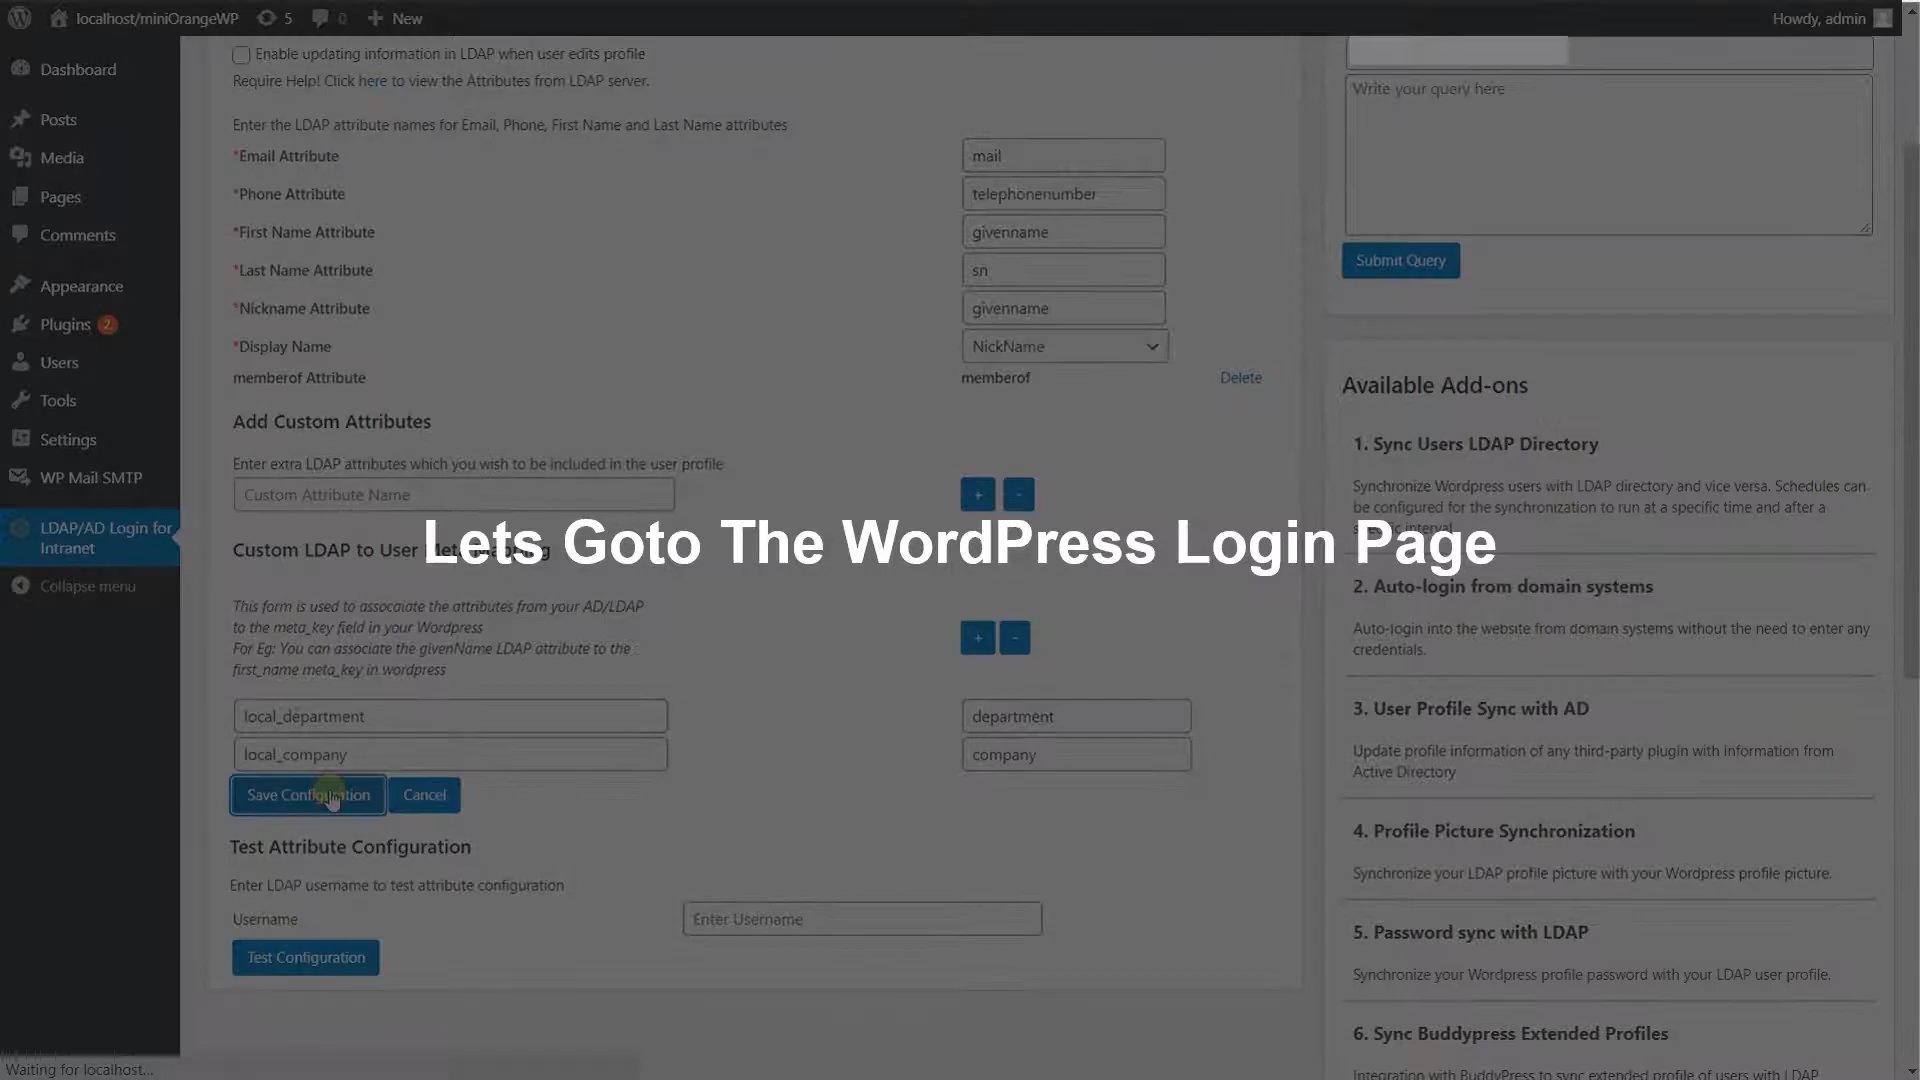 localhost/miniOrangeWP 5 0 New Howdy, admin
Dashboard
Posts
Media
Pages
Comments
Appearance
Plugins 2
Users
Tools
Settings
WP Mail SMTP
LDAP/AD Login for
Intranet
Collapse menu
Enable updating information in LDAP when user edits profile
Require Help! Click here to view the Attributes from LDAP server.
Enter the LDAP attribute names for Email, Phone, First Name and Last Name attributes
*Email Attribute mail
*Phone Attribute telephonenumber
*First Name Attribute givenname
*Last Name Attribute sn
*Nickname Attribute givenname
*Display Name NickName
memberof Attribute memberof Delete
Add Custom Attributes
Enter extra LDAP attributes which you wish to be included in the user profile
Custom Attribute Name + -
Lets Goto The WordPress Login Page
Custom LDAP to User Meta Mapping
This form is used to assocaiate the attributes from your AD/LDAP
to the meta_key field in your Wordpress
For Eg: You can associate the givenName LDAP attribute to the
first_name meta_key in wordpress
+ -
local_department department
local_company company
Save Configuration Cancel
Test Attribute Configuration
Enter LDAP username to test attribute configuration
Username Enter Username
Test Configuration
Write your query here
Submit Query
Available Add-ons
1. Sync Users LDAP Directory
Synchronize Wordpress users with LDAP directory and vice versa. Schedules can
be configured for the synchronization to run at a specific time and after a
specific interval.
2. Auto-login from domain systems
Auto-login into the website from domain systems without the need to enter any
credentials.
3. User Profile Sync with AD
Update profile information of any third-party plugin with information from
Active Directory
4. Profile Picture Synchronization
Synchronize your LDAP profile picture with your Wordpress profile picture.
5. Password sync with LDAP
Synchronize your Wordpress profile password with your LDAP user profile.
6. Sync Buddypress Extended Profiles
Integration with BuddyPress to sync extended profile of users with LDAP
Waiting for localhost...